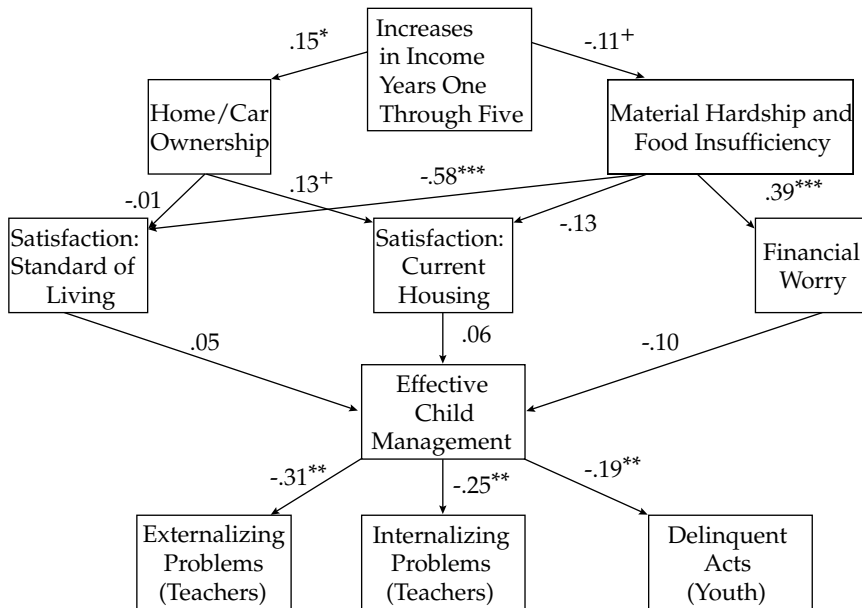 Increases
in Income
Years One
Through Five
.15*
-.11+
Home/Car
Ownership
Material Hardship and
Food Insufficiency
-.01
.13+
-.58***
-.13
.39***
Satisfaction:
Standard of
Living
Satisfaction:
Current
Housing
Financial
Worry
.05
.06
-.10
Effective
Child
Management
-.31**
-.25**
-.19**
Externalizing
Problems
(Teachers)
Internalizing
Problems
(Teachers)
Delinquent
Acts
(Youth)